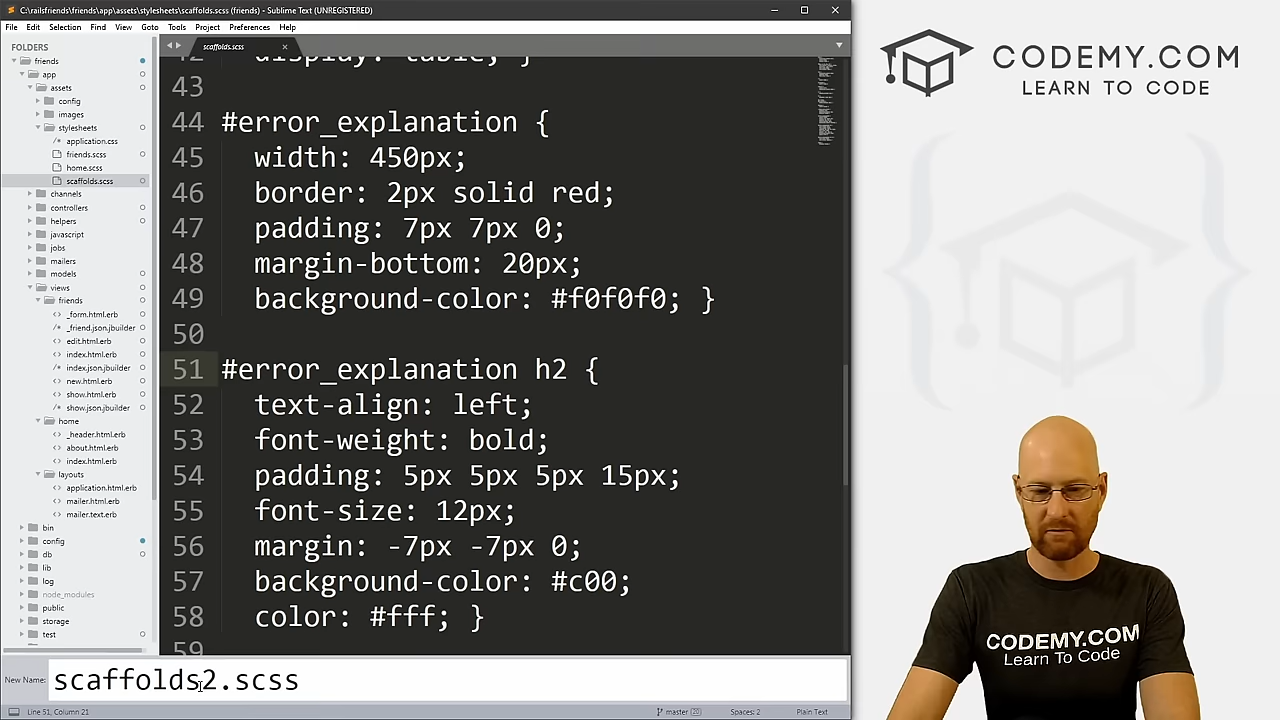 C:\railsfriends\friends\app\assets\stylesheets\scaffolds.scss (friends) - Sublime Text (UNREGISTERED)
File Edit Selection Find View Goto Tools Project Preferences Help
FOLDERS
friends
app
assets
config
images
stylesheets
application.css
friends.scss
home.scss
scaffolds.scss
channels
controllers
helpers
javascript
jobs
mailers
models
views
friends
_form.html.erb
_friend.json.jbuilder
edit.html.erb
index.html.erb
index.json.jbuilder
new.html.erb
show.html.erb
show.json.jbuilder
home
_header.html.erb
about.html.erb
index.html.erb
layouts
application.html.erb
mailer.html.erb
mailer.text.erb
bin
config
db
lib
log
node_modules
public
storage
test
scaffolds.scss
42 display: table; }
43
44 #error_explanation {
45 width: 450px;
46 border: 2px solid red;
47 padding: 7px 7px 0;
48 margin-bottom: 20px;
49 background-color: #f0f0f0; }
50
51 #error_explanation h2 {
52 text-align: left;
53 font-weight: bold;
54 padding: 5px 5px 5px 15px;
55 font-size: 12px;
56 margin: -7px -7px 0;
57 background-color: #c00;
58 color: #fff; }
59
New Name: scaffolds2.scss
Line 51, Column 21 master 20 Spaces: 2 Plain Text
CODEMY.COM
LEARN TO CODE
CODEMY.COM
Learn To Code